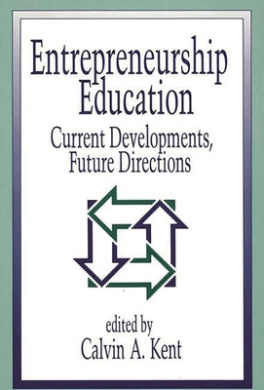 Entrepreneurship
Education
Current Developments,
Future Directions
edited by
Calvin A. Kent